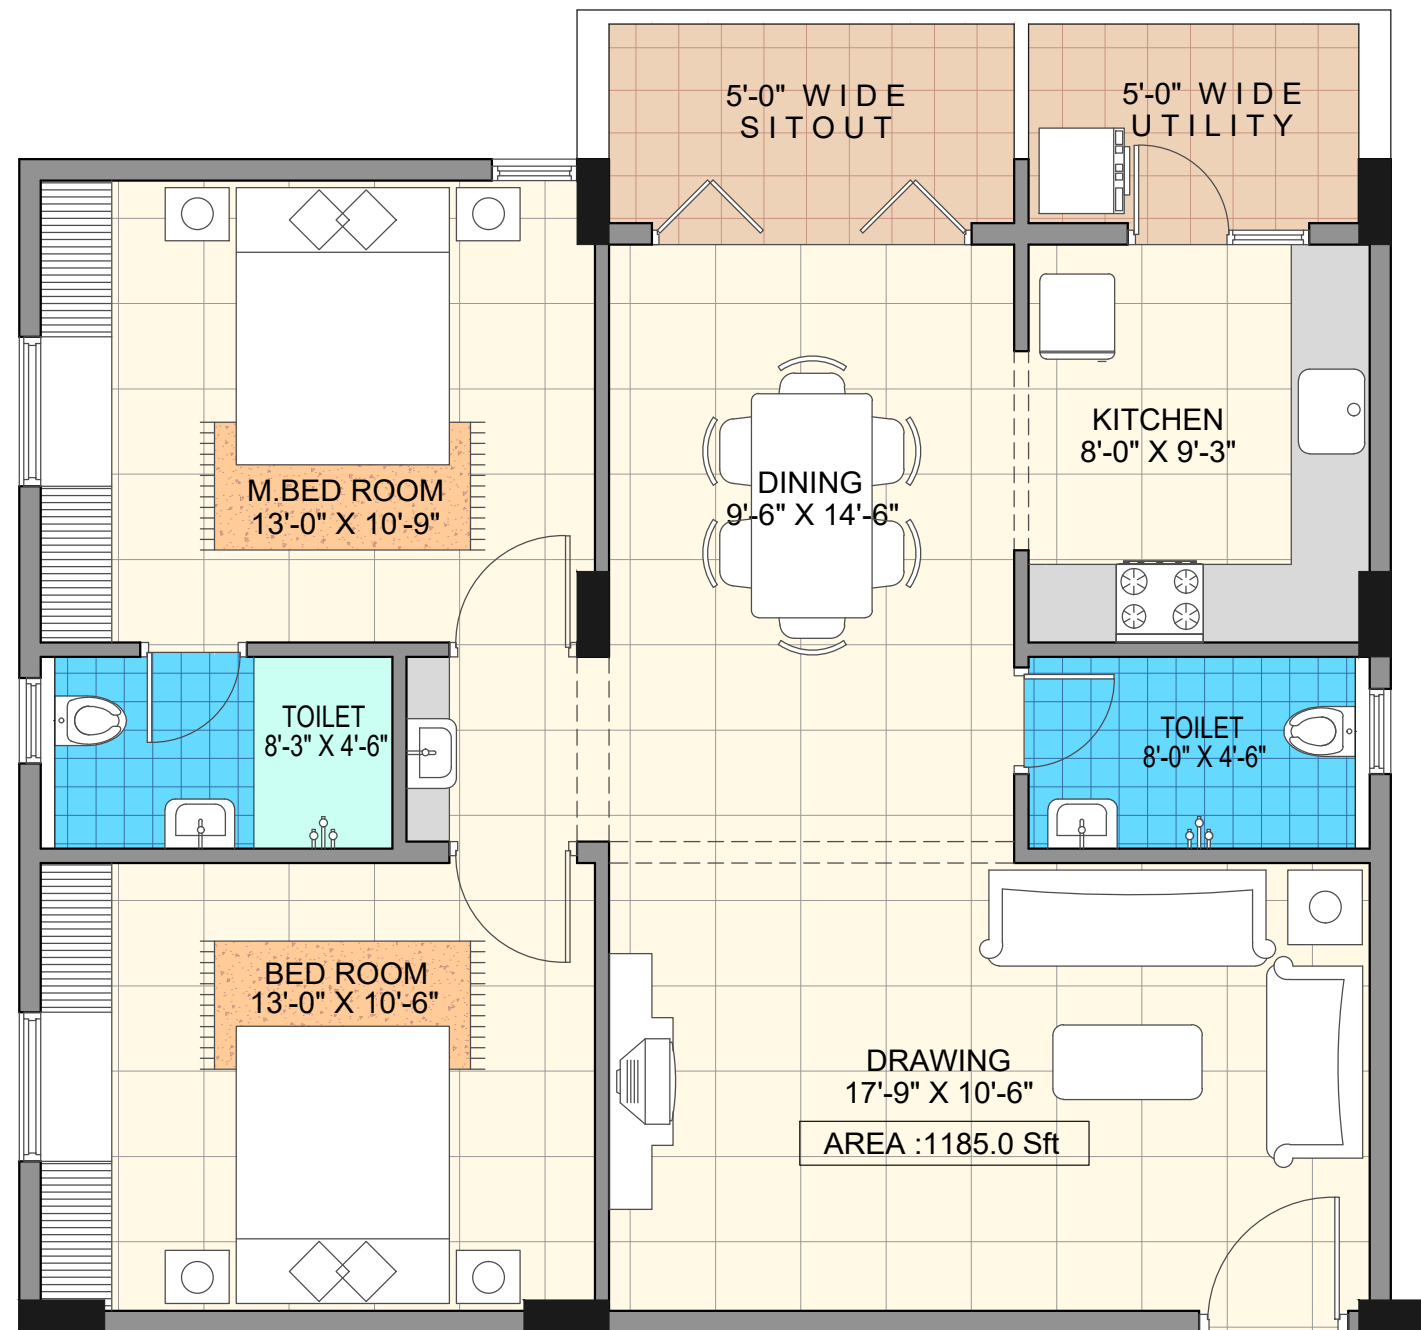 5'-0" WIDE
SITOUT
5'-0" WIDE
UTILITY
KITCHEN
8'-0" X 9'-3"
DINING
9'-6" X 14'-6"
M.BED ROOM
13'-0" X 10'-9"
TOILET
8'-3" X 4'-6"
TOILET
8'-0" X 4'-6"
BED ROOM
13'-0" X 10'-6"
DRAWING
17'-9" X 10'-6"
AREA :1185.0 Sft